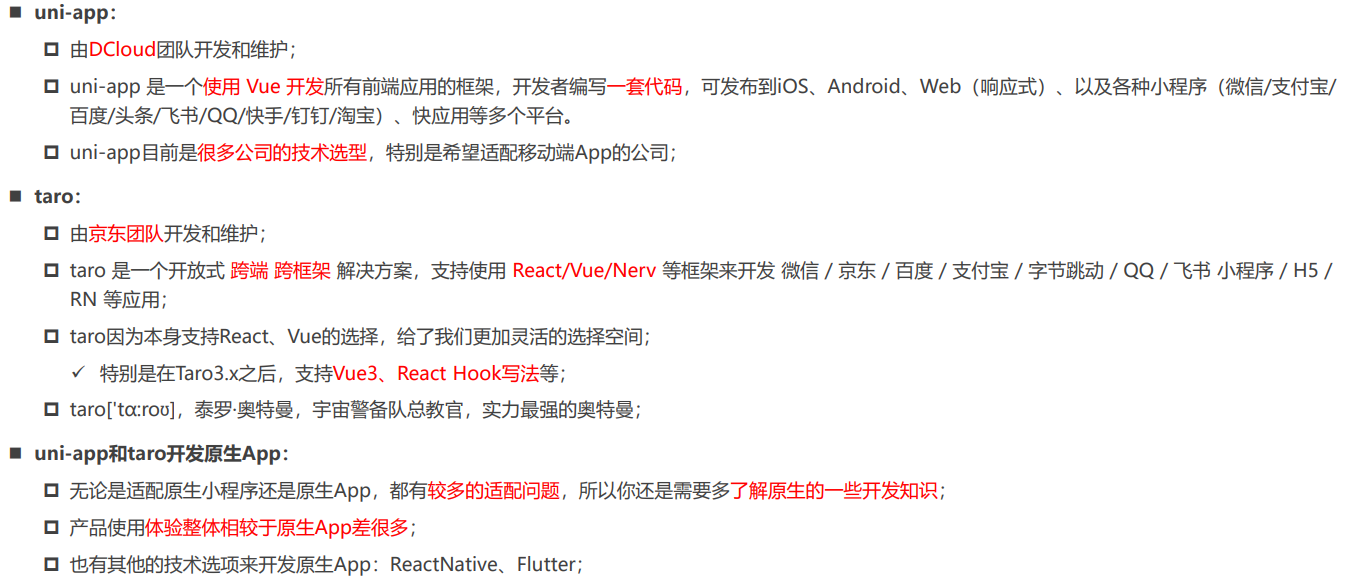 uni-app：
由DCloud团队开发和维护；
uni-app 是一个使用 Vue 开发所有前端应用的框架，开发者编写一套代码，可发布到iOS、Android、Web（响应式）、以及各种小程序（微信/支付宝/
百度/头条/飞书/QQ/快手/钉钉/淘宝）、快应用等多个平台。
uni-app目前是很多公司的技术选型，特别是希望适配移动端App的公司；
taro：
由京东团队开发和维护；
taro 是一个开放式 跨端 跨框架 解决方案，支持使用 React/Vue/Nerv 等框架来开发 微信 / 京东 / 百度 / 支付宝 / 字节跳动 / QQ / 飞书 小程序 / H5 /
RN 等应用；
taro因为本身支持React、Vue的选择，给了我们更加灵活的选择空间；
特别是在Taro3.x之后，支持Vue3、React Hook写法等；
taro['tɑ:roʊ]，泰罗·奥特曼，宇宙警备队总教官，实力最强的奥特曼；
uni-app和taro开发原生App：
无论是适配原生小程序还是原生App，都有较多的适配问题，所以你还是需要多了解原生的一些开发知识；
产品使用体验整体相较于原生App差很多；
也有其他的技术选项来开发原生App：ReactNative、Flutter；